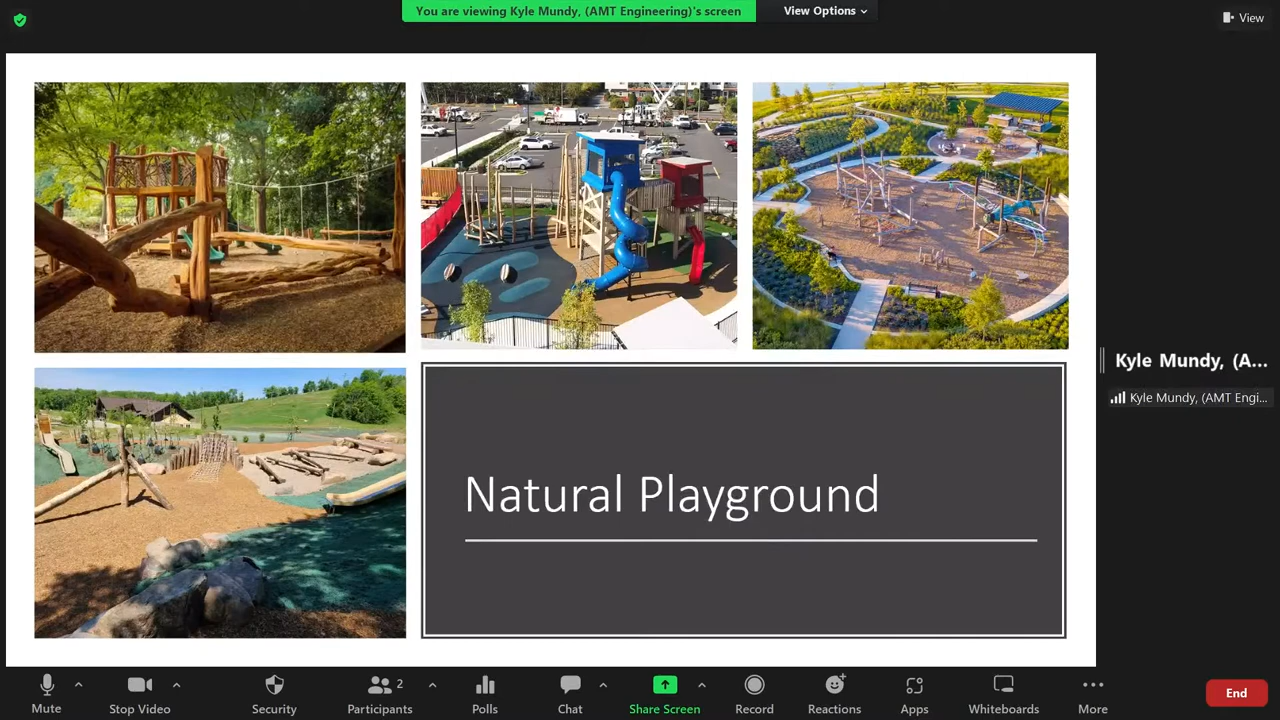 You are viewing Kyle Mundy, (AMT Engineering)'s screen
View Options
View
Natural Playground
Kyle Mundy, (A...
Kyle Mundy, (AMT Engi...
Mute
Stop Video
Security
2
Participants
Polls
Chat
Share Screen
Record
Reactions
Apps
Whiteboards
More
End